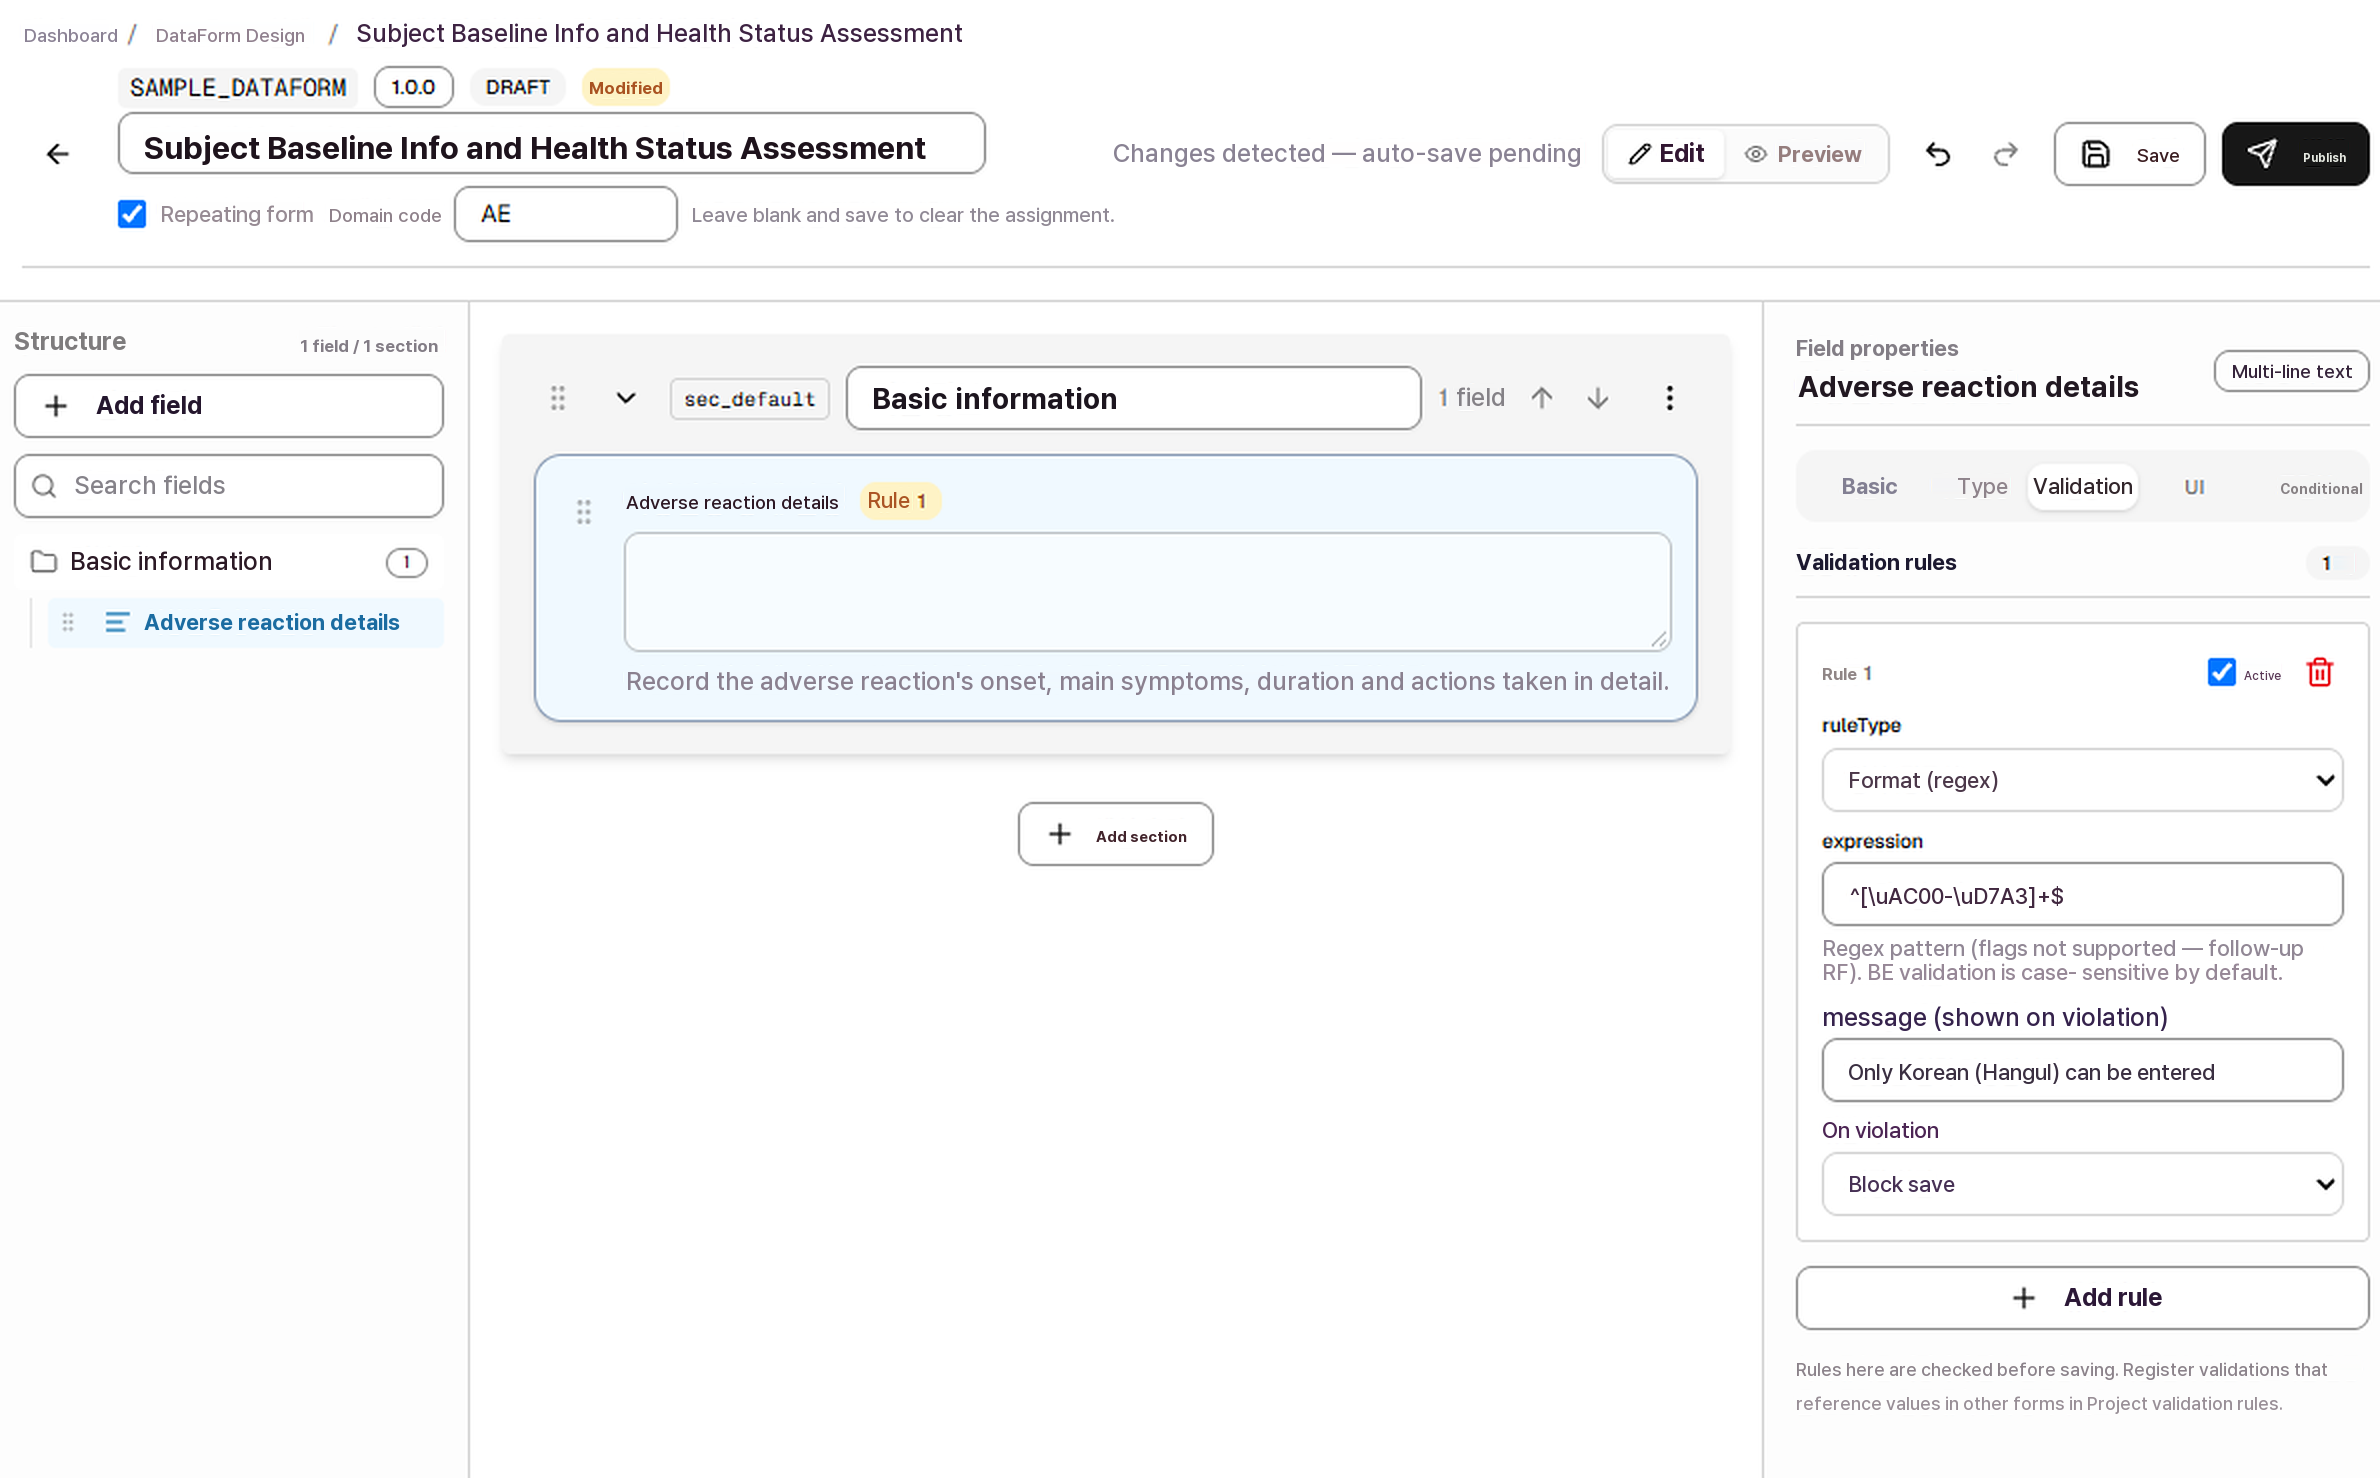 Dashboard / DataForm Design / Subject Baseline Info and Health Status Assessment
SAMPLE_DATAFORM 1.0.0 DRAFT Modified
Subject Baseline Info and Health Status Assessment
Changes detected — auto-save pending
Edit Preview
Save
Publish
Repeating form Domain code AE Leave blank and save to clear the assignment.
Structure
1 field / 1 section
Add field
Search fields
Basic information 1
Adverse reaction details
sec_default Basic information 1 field
Adverse reaction details Rule 1
Record the adverse reaction's onset, main symptoms, duration and actions taken in detail.
Add section
Field properties
Adverse reaction details
Multi-line text
Basic Type Validation UI Conditional
Validation rules 1
Rule 1 Active
ruleType
Format (regex)
expression
^[\uAC00-\uD7A3]+$
Regex pattern (flags not supported — follow-up
RF). BE validation is case- sensitive by default.
message (shown on violation)
Only Korean (Hangul) can be entered
On violation
Block save
Add rule
Rules here are checked before saving. Register validations that
reference values in other forms in Project validation rules.